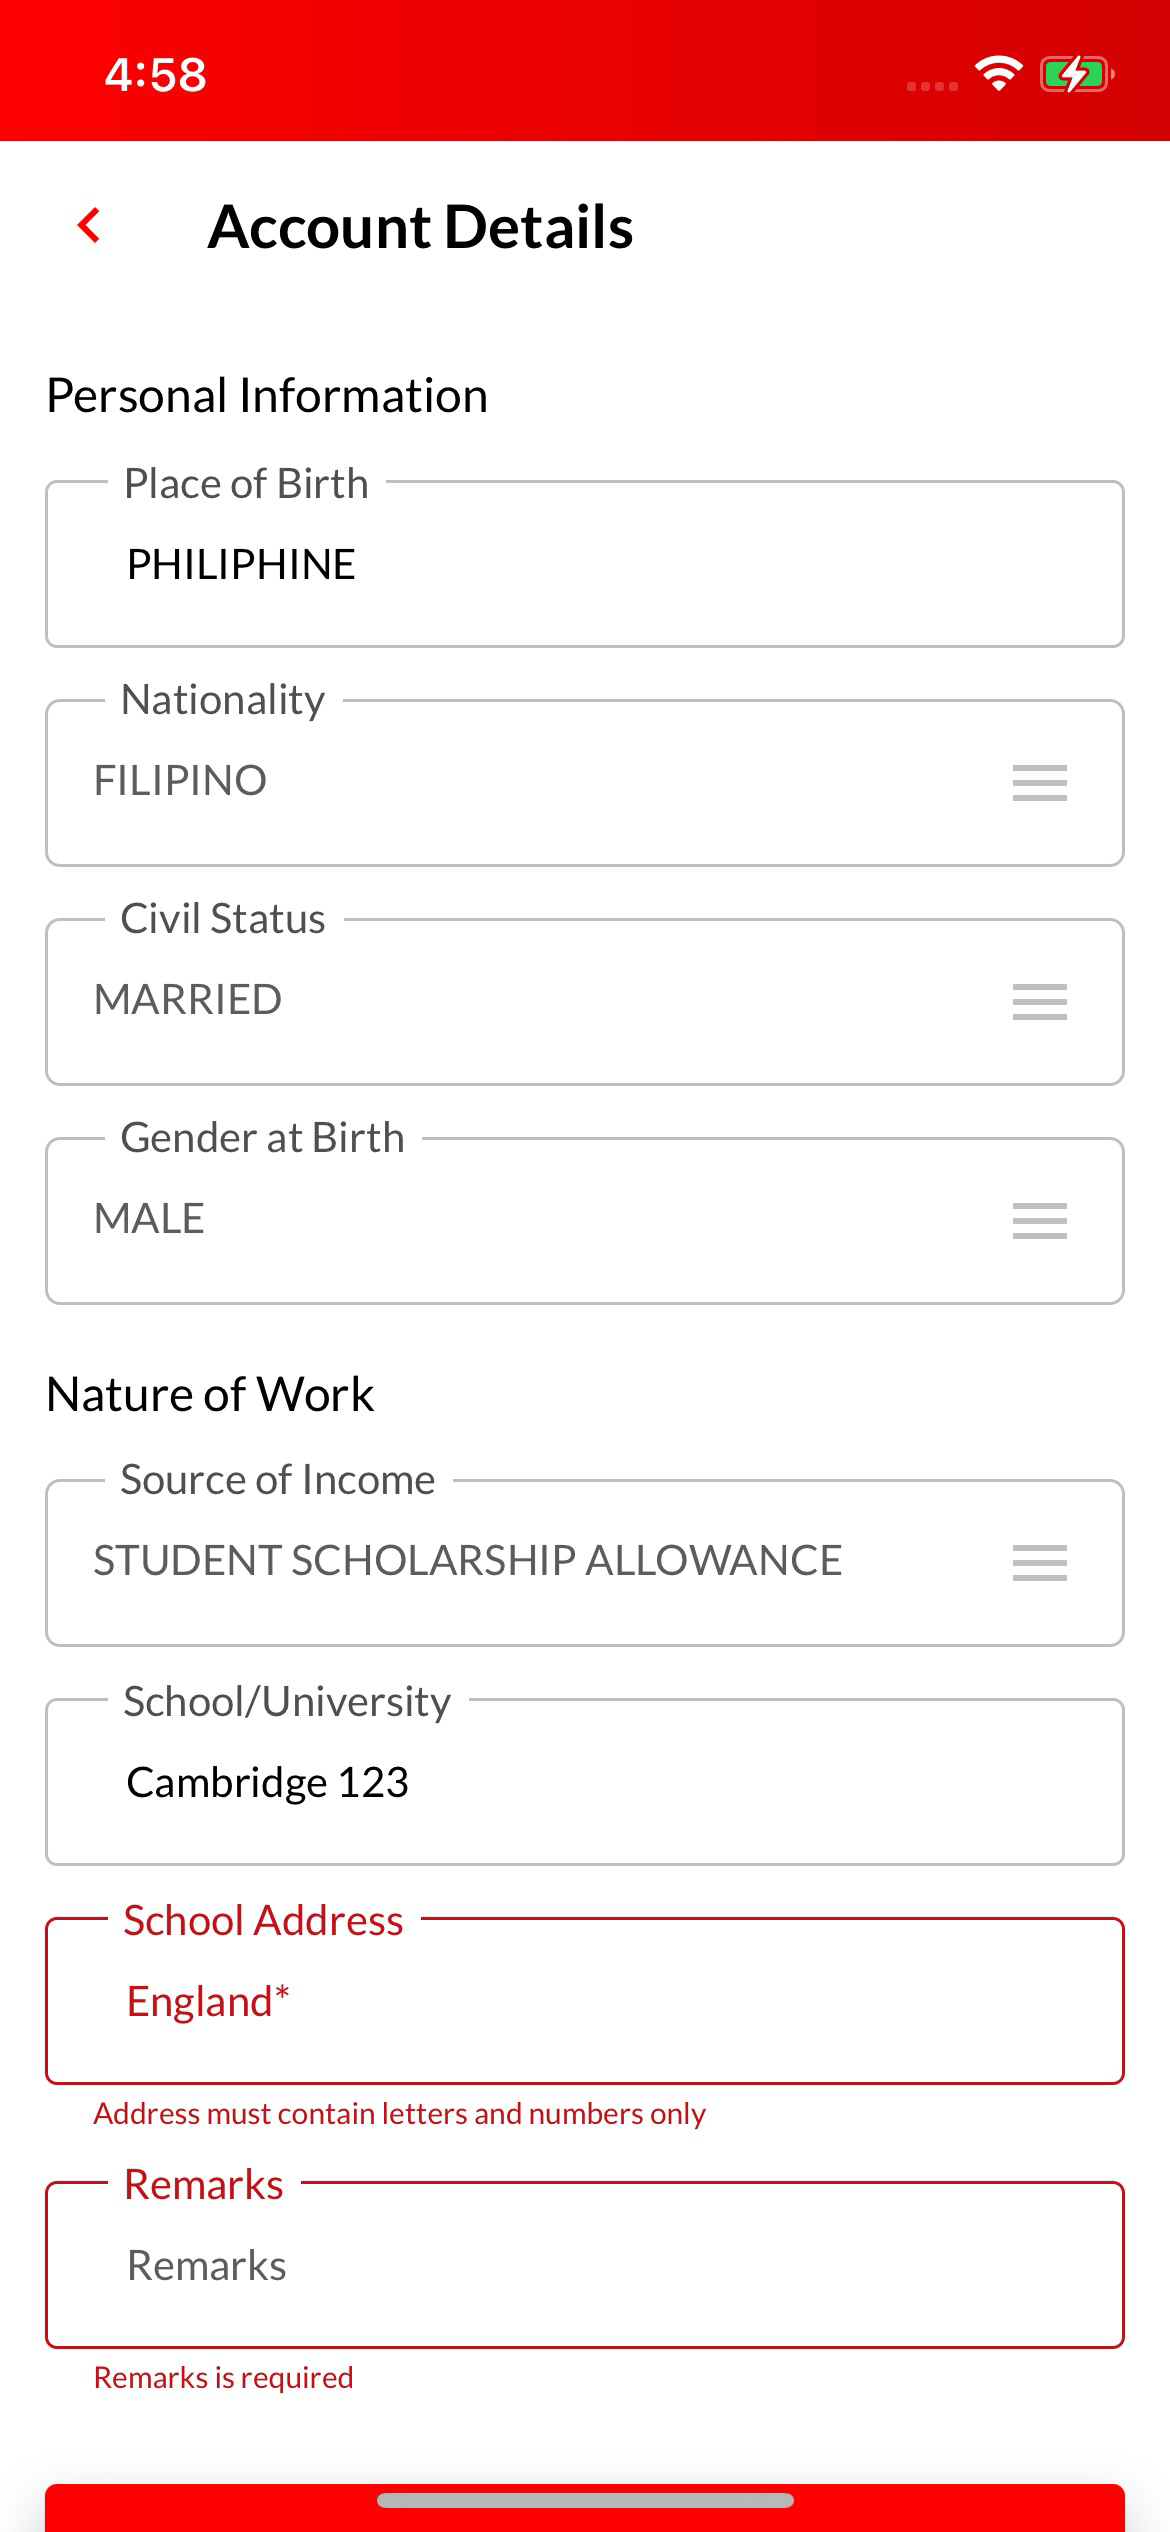 4:58
Account Details
Personal Information
Place of Birth
PHILIPHINE
Nationality
FILIPINO
Civil Status
MARRIED
Gender at Birth
MALE
Nature of Work
Source of Income
STUDENT SCHOLARSHIP ALLOWANCE
School/University
Cambridge 123
School Address
England*
Address must contain letters and numbers only
Remarks
Remarks
Remarks is required